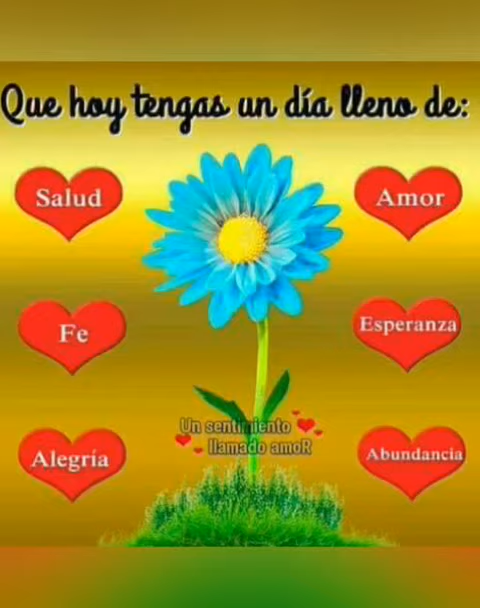 Que hoy tengas un día lleno de:
Salud
Amor
Fe
Esperanza
Alegría
Abundancia
Un sentimiento
llamado amoR